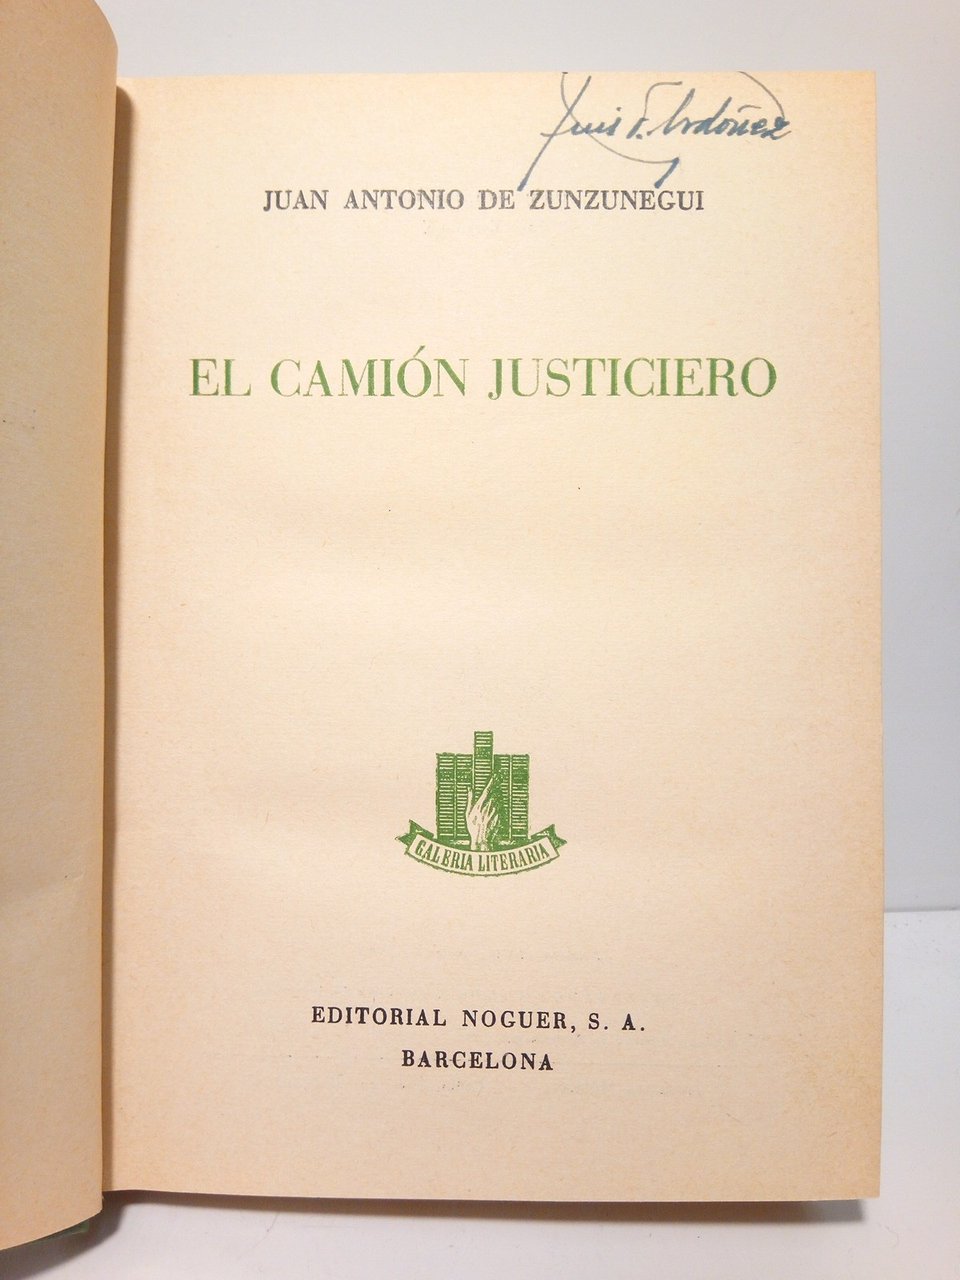 Luis F. Ordóñez
JUAN ANTONIO DE ZUNZUNEGUI
EL CAMIÓN JUSTICIERO
GALERIA LITERARIA
EDITORIAL NOGUER, S. A.
BARCELONA